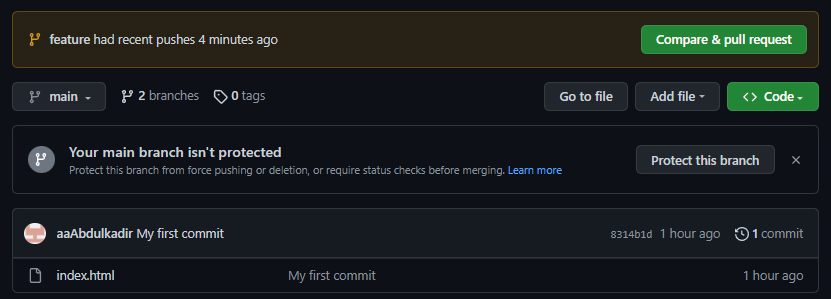 feature had recent pushes 4 minutes ago Compare & pull request
main 2 branches 0 tags Go to file Add file Code
Your main branch isn't protected
Protect this branch from force pushing or deletion, or require status checks before merging. Learn more Protect this branch
aaAbdulkadir My first commit 8314b1d 1 hour ago 1 commit
index.html My first commit 1 hour ago